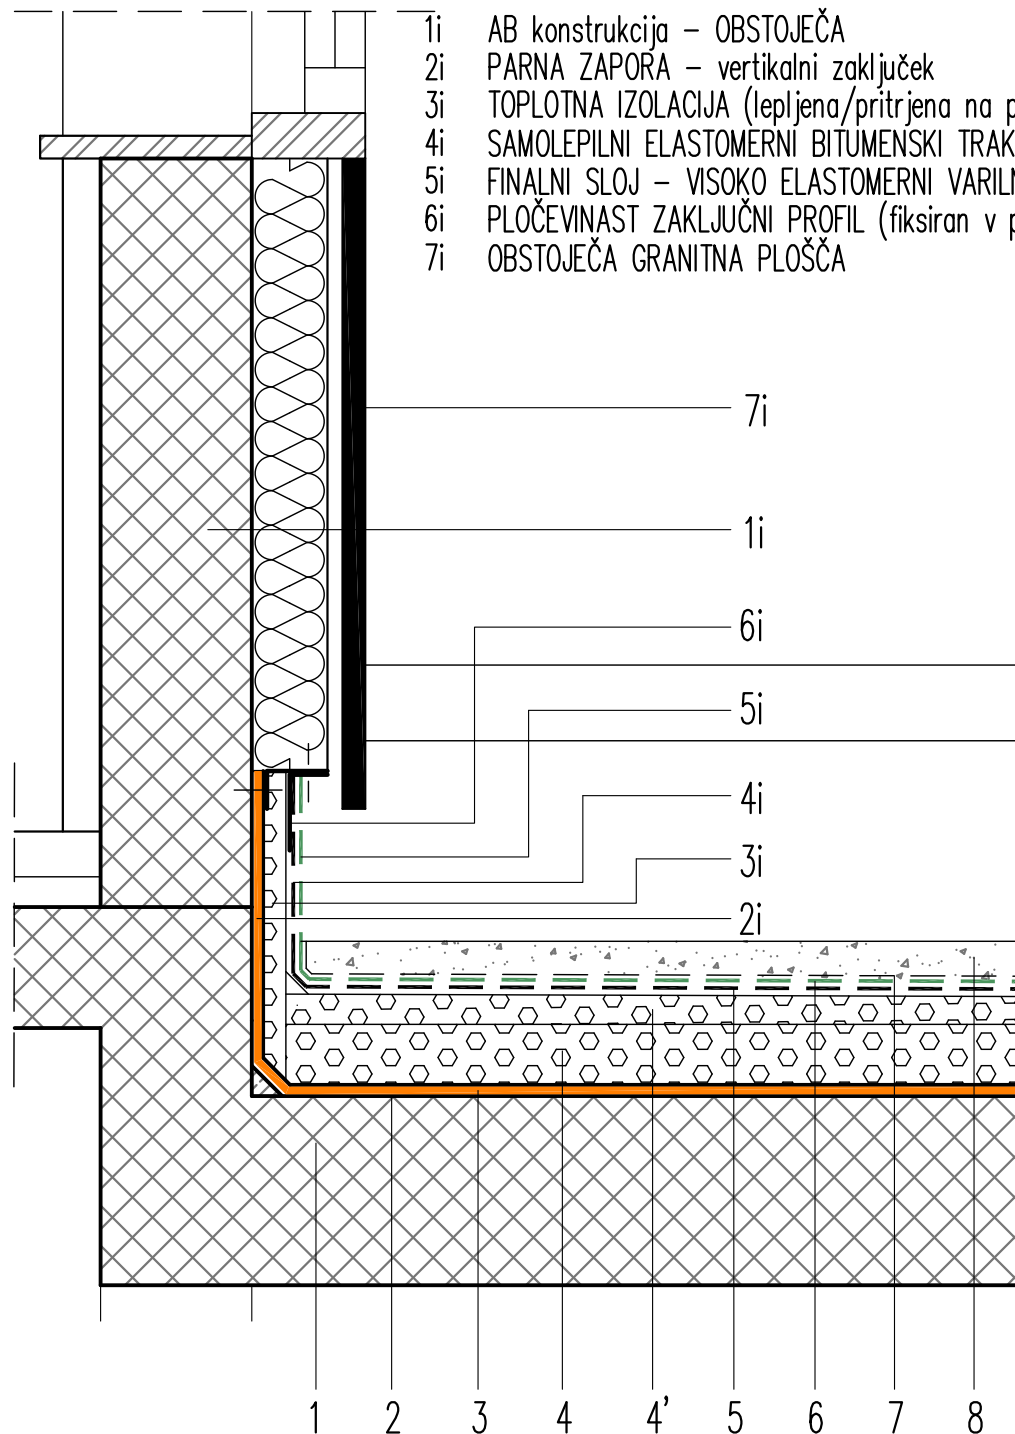 1i AB konstrukcija – OBSTOJEČA
2i PARNA ZAPORA – vertikalni zaključek
3i TOPLOTNA IZOLACIJA (lepljena/pritrjena na p
4i SAMOLEPILNI ELASTOMERNI BITUMENSKI TRAK
5i FINALNI SLOJ – VISOKO ELASTOMERNI VARILN
6i PLOČEVINAST ZAKLJUČNI PROFIL (fiksiran v p
7i OBSTOJEČA GRANITNA PLOŠČA
7i
1i
6i
5i
4i
3i
2i
1 2 3 4 4' 5 6 7 8